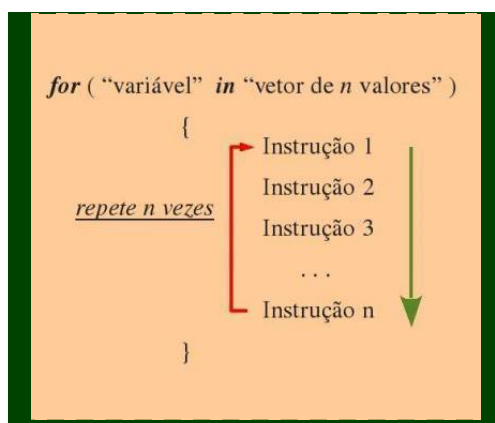 for ( “variável” in “vetor de n valores” )
{
Instrução 1
Instrução 2
repete n vezes
Instrução 3
. . .
Instrução n
}